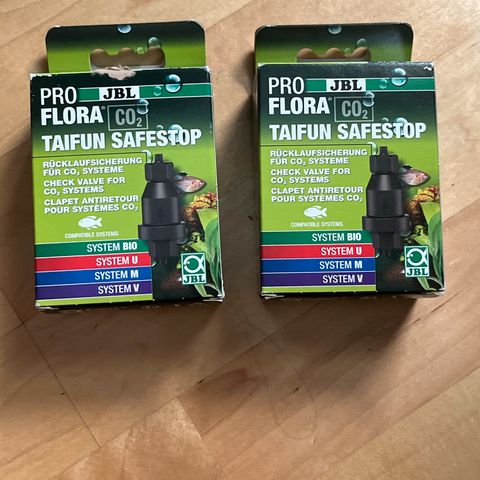 PRO JBL
FLORA® CO₂
TAIFUN SAFESTOP
RÜCKLAUFSICHERUNG
FÜR CO₂ SYSTEME
CHECK VALVE FOR
CO₂ SYSTEMS
CLAPET ANTIRETOUR
POUR SYSTÈMES CO₂
COMPATIBLE SYSTEMS
SYSTEM BIO
SYSTEM U
SYSTEM M
SYSTEM V
JBL
PRO JBL
FLORA® CO₂
TAIFUN SAFESTOP
RÜCKLAUFSICHERUNG
FÜR CO₂ SYSTEME
CHECK VALVE FOR
CO₂ SYSTEMS
CLAPET ANTIRETOUR
POUR SYSTÈMES CO₂
COMPATIBLE SYSTEMS
SYSTEM BIO
SYSTEM U
SYSTEM M
SYSTEM V
JBL